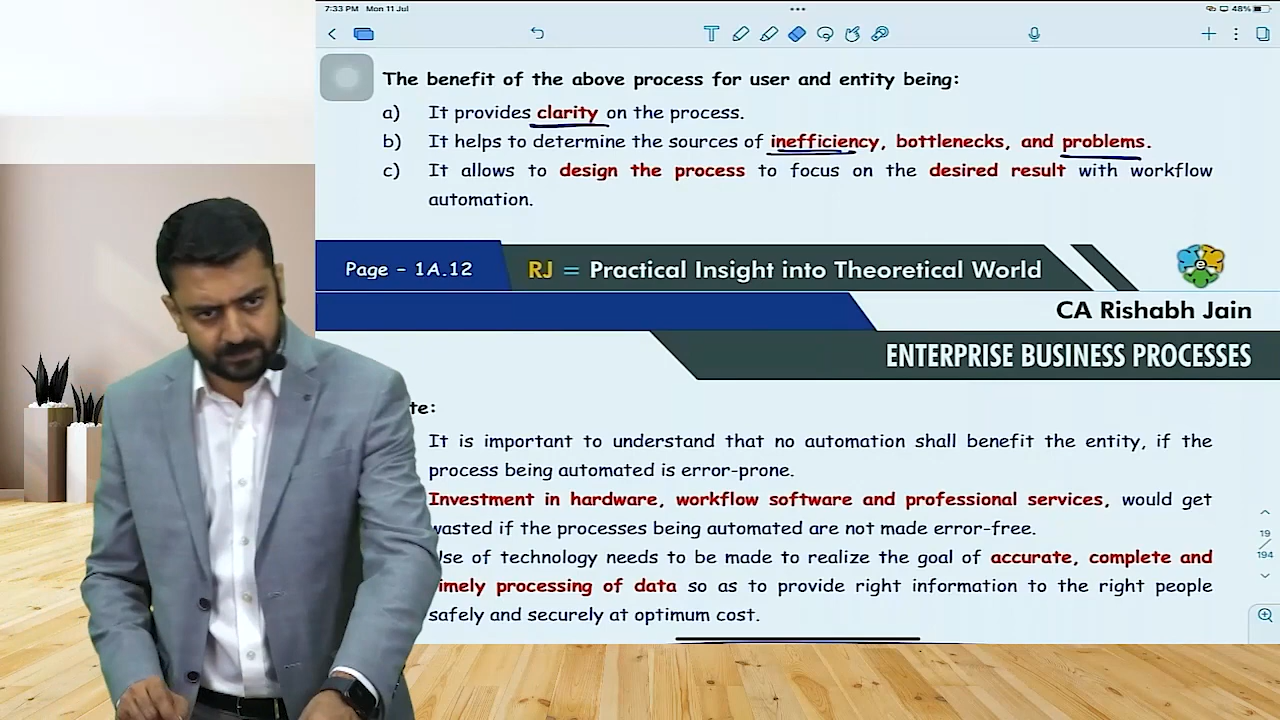 7:33 PM Mon 11 Jul
48%
The benefit of the above process for user and entity being:
a) It provides clarity on the process.
b) It helps to determine the sources of inefficiency, bottlenecks, and problems.
c) It allows to design the process to focus on the desired result with workflow
automation.
Page – 1A.12
RJ = Practical Insight into Theoretical World
e
CA Rishabh Jain
ENTERPRISE BUSINESS PROCESSES
te:
It is important to understand that no automation shall benefit the entity, if the
process being automated is error-prone.
Investment in hardware, workflow software and professional services, would get
wasted if the processes being automated are not made error-free.
Use of technology needs to be made to realize the goal of accurate, complete and
timely processing of data so as to provide right information to the right people
safely and securely at optimum cost.
19
/
194